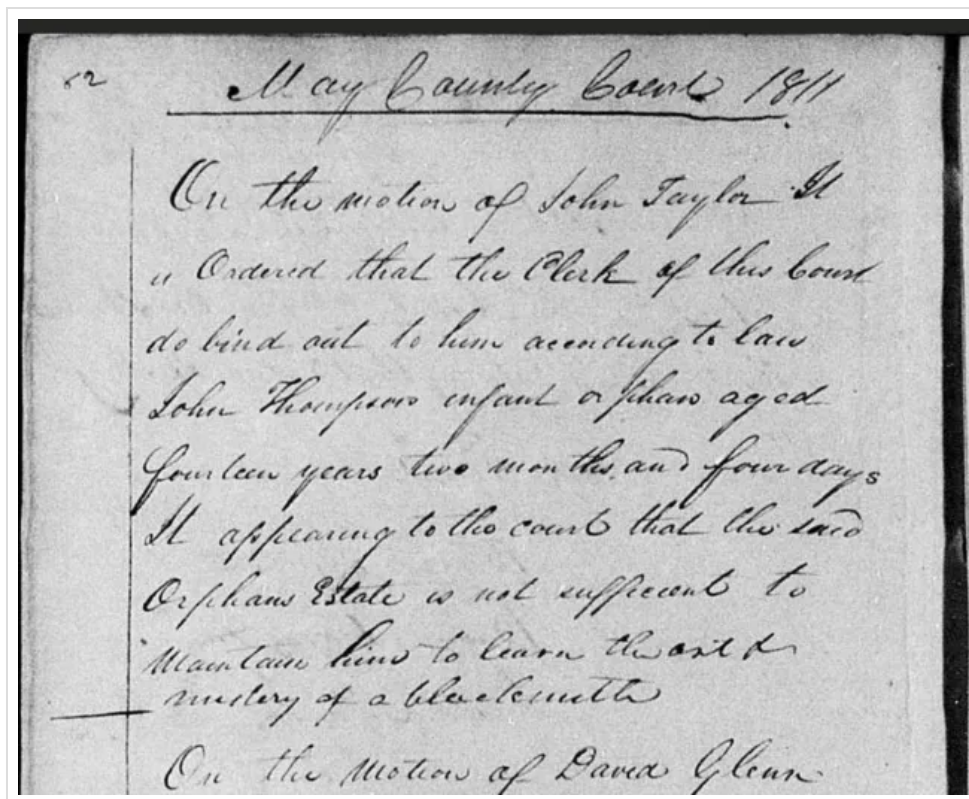 52
May County Court 1811
On the motion of John Taylor It
is Ordered that the Clerk of this Court
do bind out to him according to law
John Thompson infant orphan aged
fourteen years two months and four days
It appearing to the court that the said
Orphans Estate is not sufficent to
Maintain him to learn the art &
mistery of a blacksmith
On the Motion of David Glenn